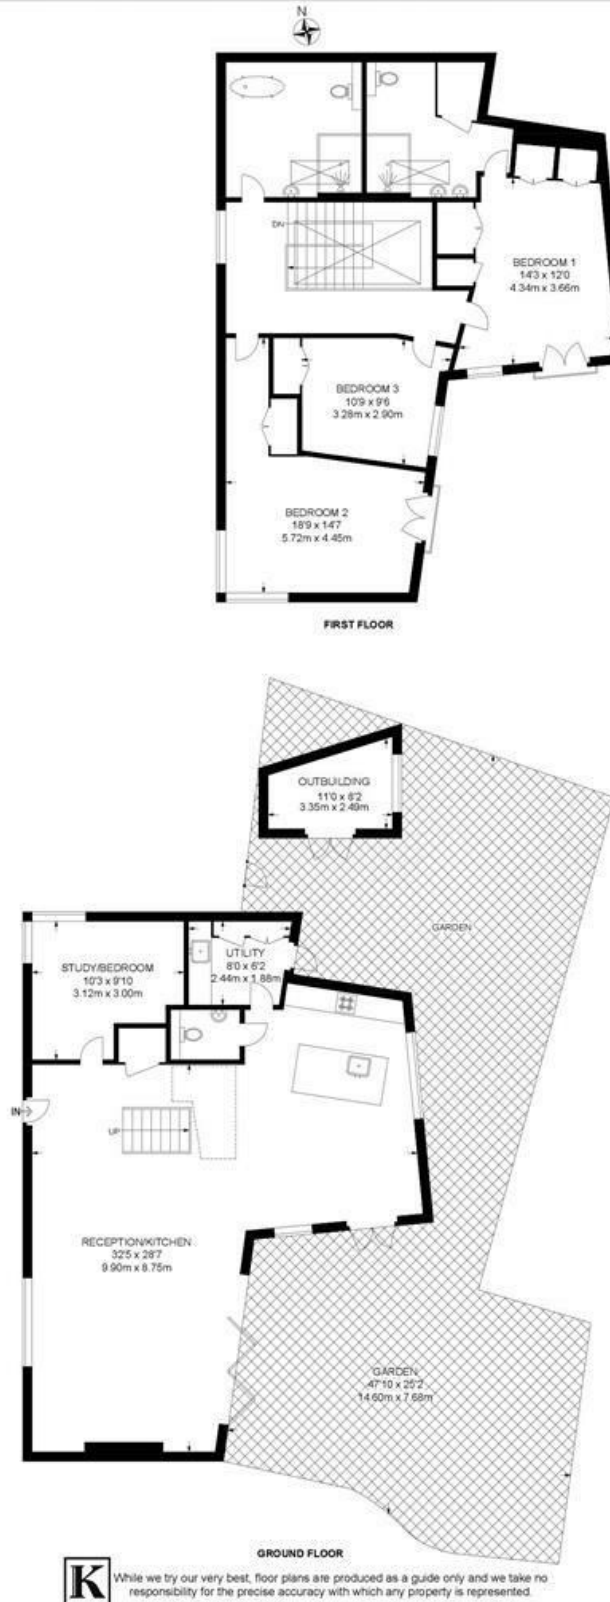 N
DN
BEDROOM 1
14'3 x 12'0
4.34m x 3.66m
BEDROOM 3
10'9 x 9'6
3.28m x 2.90m
BEDROOM 2
18'9 x 14'7
5.72m x 4.45m
FIRST FLOOR
OUTBUILDING
11'0 x 8'2
3.35m x 2.49m
GARDEN
STUDY/BEDROOM
10'3 x 9'10
3.12m x 3.00m
UTILITY
8'0 x 6'2
2.44m x 1.88m
IN
UP
RECEPTION/KITCHEN
32'5 x 28'7
9.90m x 8.75m
GARDEN
47'10 x 25'2
14.60m x 7.68m
GROUND FLOOR
K
While we try our very best, floor plans are produced as a guide only and we take no
responsibility for the precise accuracy with which any property is represented.